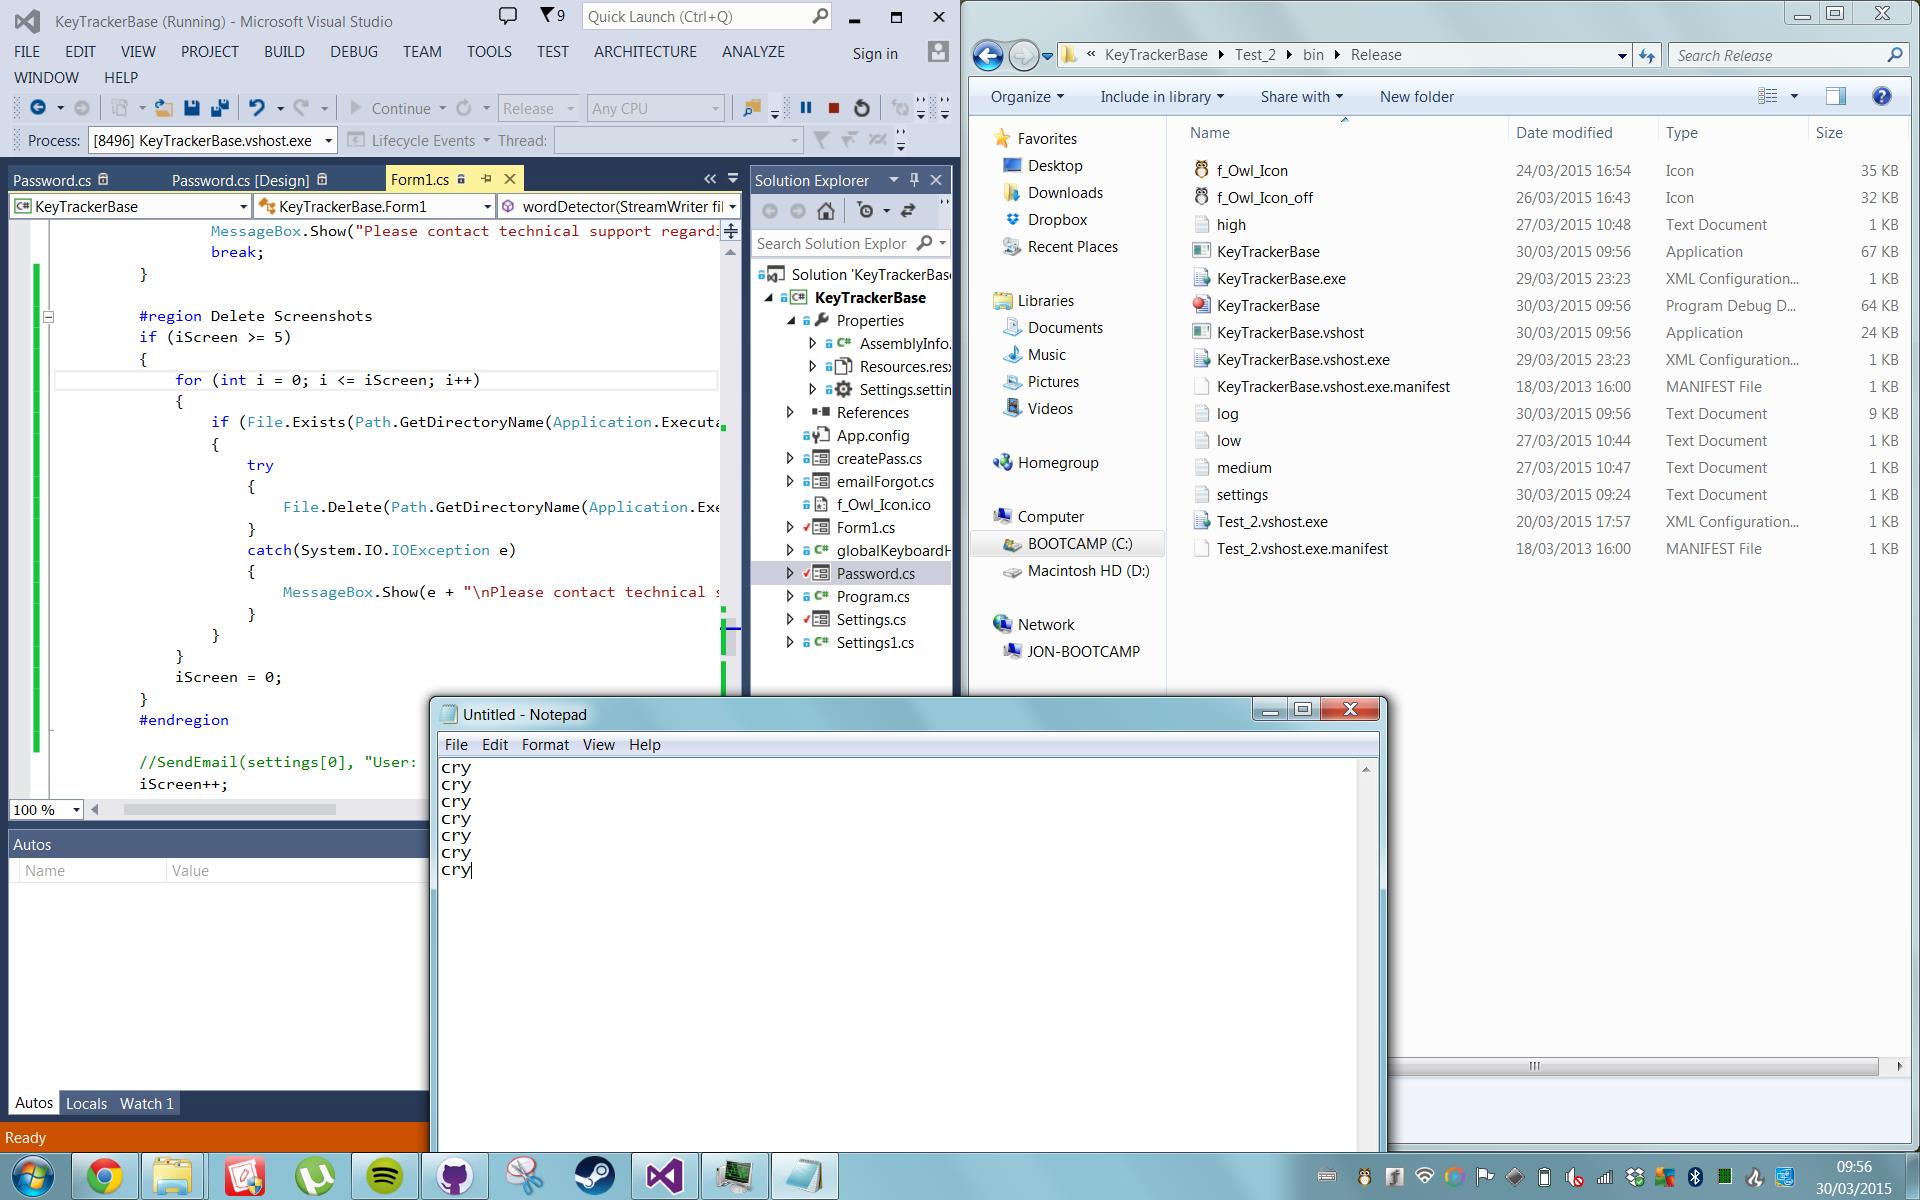 KeyTrackerBase (Running) - Microsoft Visual Studio
9
Quick Launch (Ctrl+Q)
FILE EDIT VIEW PROJECT BUILD DEBUG TEAM TOOLS TEST ARCHITECTURE ANALYZE
Sign in
WINDOW HELP
Continue Release Any CPU
Process: [8496] KeyTrackerBase.vshost.exe Lifecycle Events Thread:
Password.cs Password.cs [Design] Form1.cs
KeyTrackerBase KeyTrackerBase.Form1 wordDetector(StreamWriter fil
MessageBox.Show("Please contact technical support regardi
break;
}
#region Delete Screenshots
if (iScreen >= 5)
{
for (int i = 0; i <= iScreen; i++)
{
if (File.Exists(Path.GetDirectoryName(Application.Executa
{
try
{
File.Delete(Path.GetDirectoryName(Application.Exe
}
catch(System.IO.IOException e)
{
MessageBox.Show(e + "\nPlease contact technical s
}
}
}
iScreen = 0;
}
#endregion
//SendEmail(settings[0], "User:
iScreen++;
100 %
Autos
Name Value
Autos Locals Watch 1
Ready
Solution Explorer
Search Solution Explor
Solution 'KeyTrackerBase
KeyTrackerBase
Properties
AssemblyInfo.
Resources.resx
Settings.settin
References
App.config
createPass.cs
emailForgot.cs
f_Owl_Icon.ico
Form1.cs
globalKeyboardH
Password.cs
Program.cs
Settings.cs
Settings1.cs
« KeyTrackerBase Test_2 bin Release
Search Release
Organize Include in library Share with New folder
Favorites
Desktop
Downloads
Dropbox
Recent Places
Libraries
Documents
Music
Pictures
Videos
Homegroup
Computer
BOOTCAMP (C:)
Macintosh HD (D:)
Network
JON-BOOTCAMP
Name Date modified Type Size
f_Owl_Icon 24/03/2015 16:54 Icon 35 KB
f_Owl_Icon_off 26/03/2015 16:43 Icon 32 KB
high 27/03/2015 10:48 Text Document 1 KB
KeyTrackerBase 30/03/2015 09:56 Application 67 KB
KeyTrackerBase.exe 29/03/2015 23:23 XML Configuration... 1 KB
KeyTrackerBase 30/03/2015 09:56 Program Debug D... 64 KB
KeyTrackerBase.vshost 30/03/2015 09:56 Application 24 KB
KeyTrackerBase.vshost.exe 29/03/2015 23:23 XML Configuration... 1 KB
KeyTrackerBase.vshost.exe.manifest 18/03/2013 16:00 MANIFEST File 1 KB
log 30/03/2015 09:56 Text Document 9 KB
low 27/03/2015 10:44 Text Document 1 KB
medium 27/03/2015 10:47 Text Document 1 KB
settings 30/03/2015 09:24 Text Document 1 KB
Test_2.vshost.exe 20/03/2015 17:57 XML Configuration... 1 KB
Test_2.vshost.exe.manifest 18/03/2013 16:00 MANIFEST File 1 KB
Untitled - Notepad
File Edit Format View Help
cry
cry
cry
cry
cry
cry
cry
09:56
30/03/2015